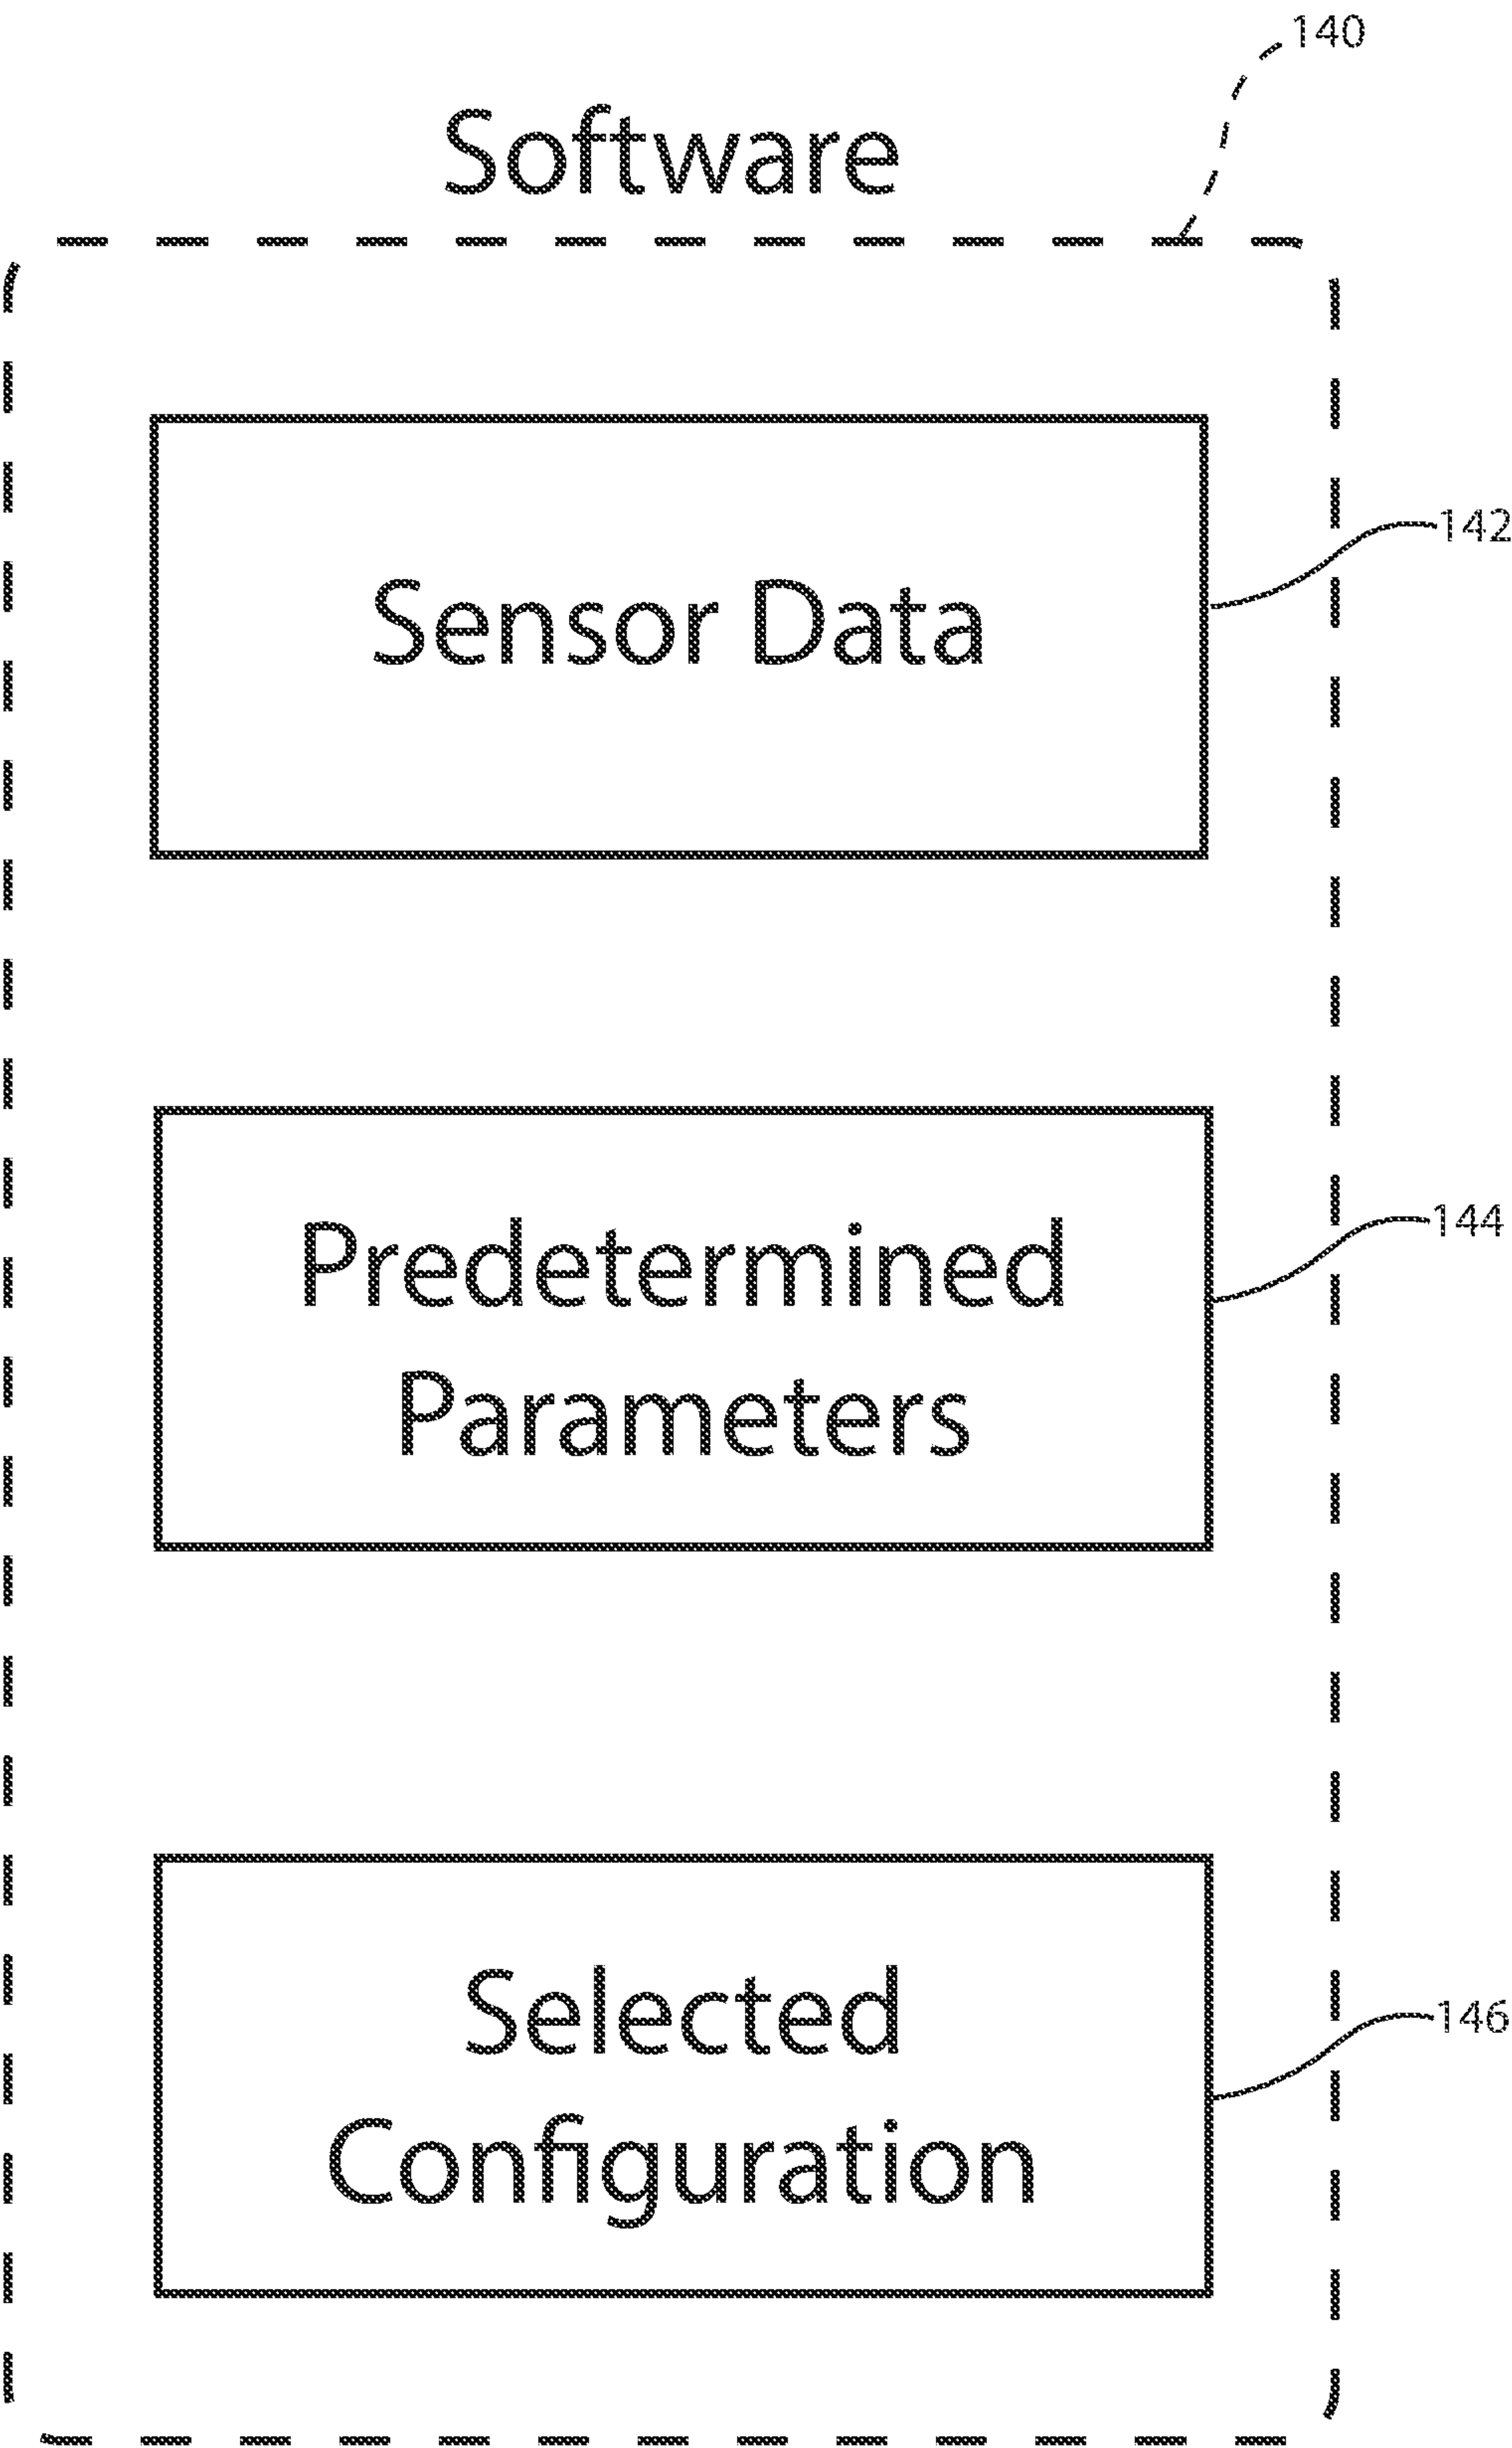 140
Software
142
Sensor Data
144
Predetermined
Parameters
146
Selected
Configuration